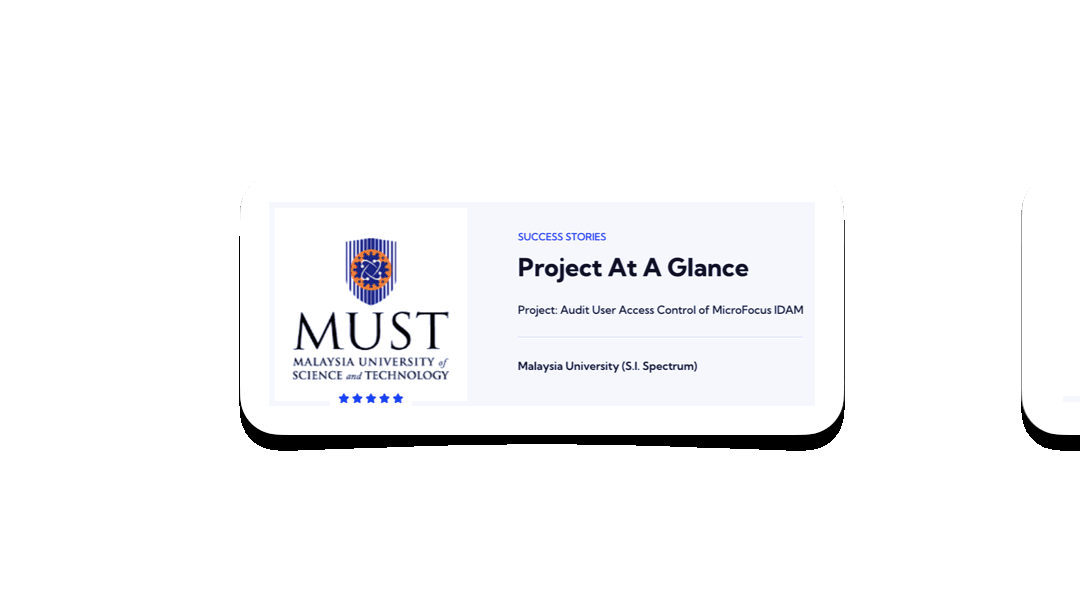 MUST
MALAYSIA UNIVERSITY of
SCIENCE and TECHNOLOGY
SUCCESS STORIES
Project At A Glance
Project: Audit User Access Control of MicroFocus IDAM
Malaysia University (S.I. Spectrum)